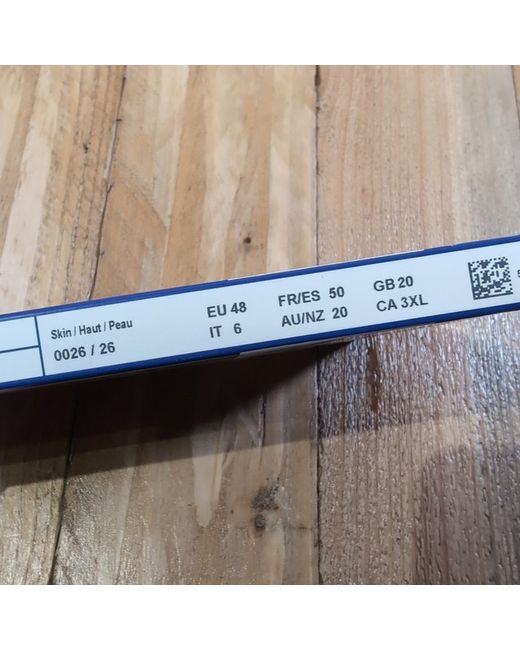 Skin / Haut / Peau
0026 / 26
EU 48
IT 6
FR/ES 50
AU/NZ 20
GB 20
CA 3XL